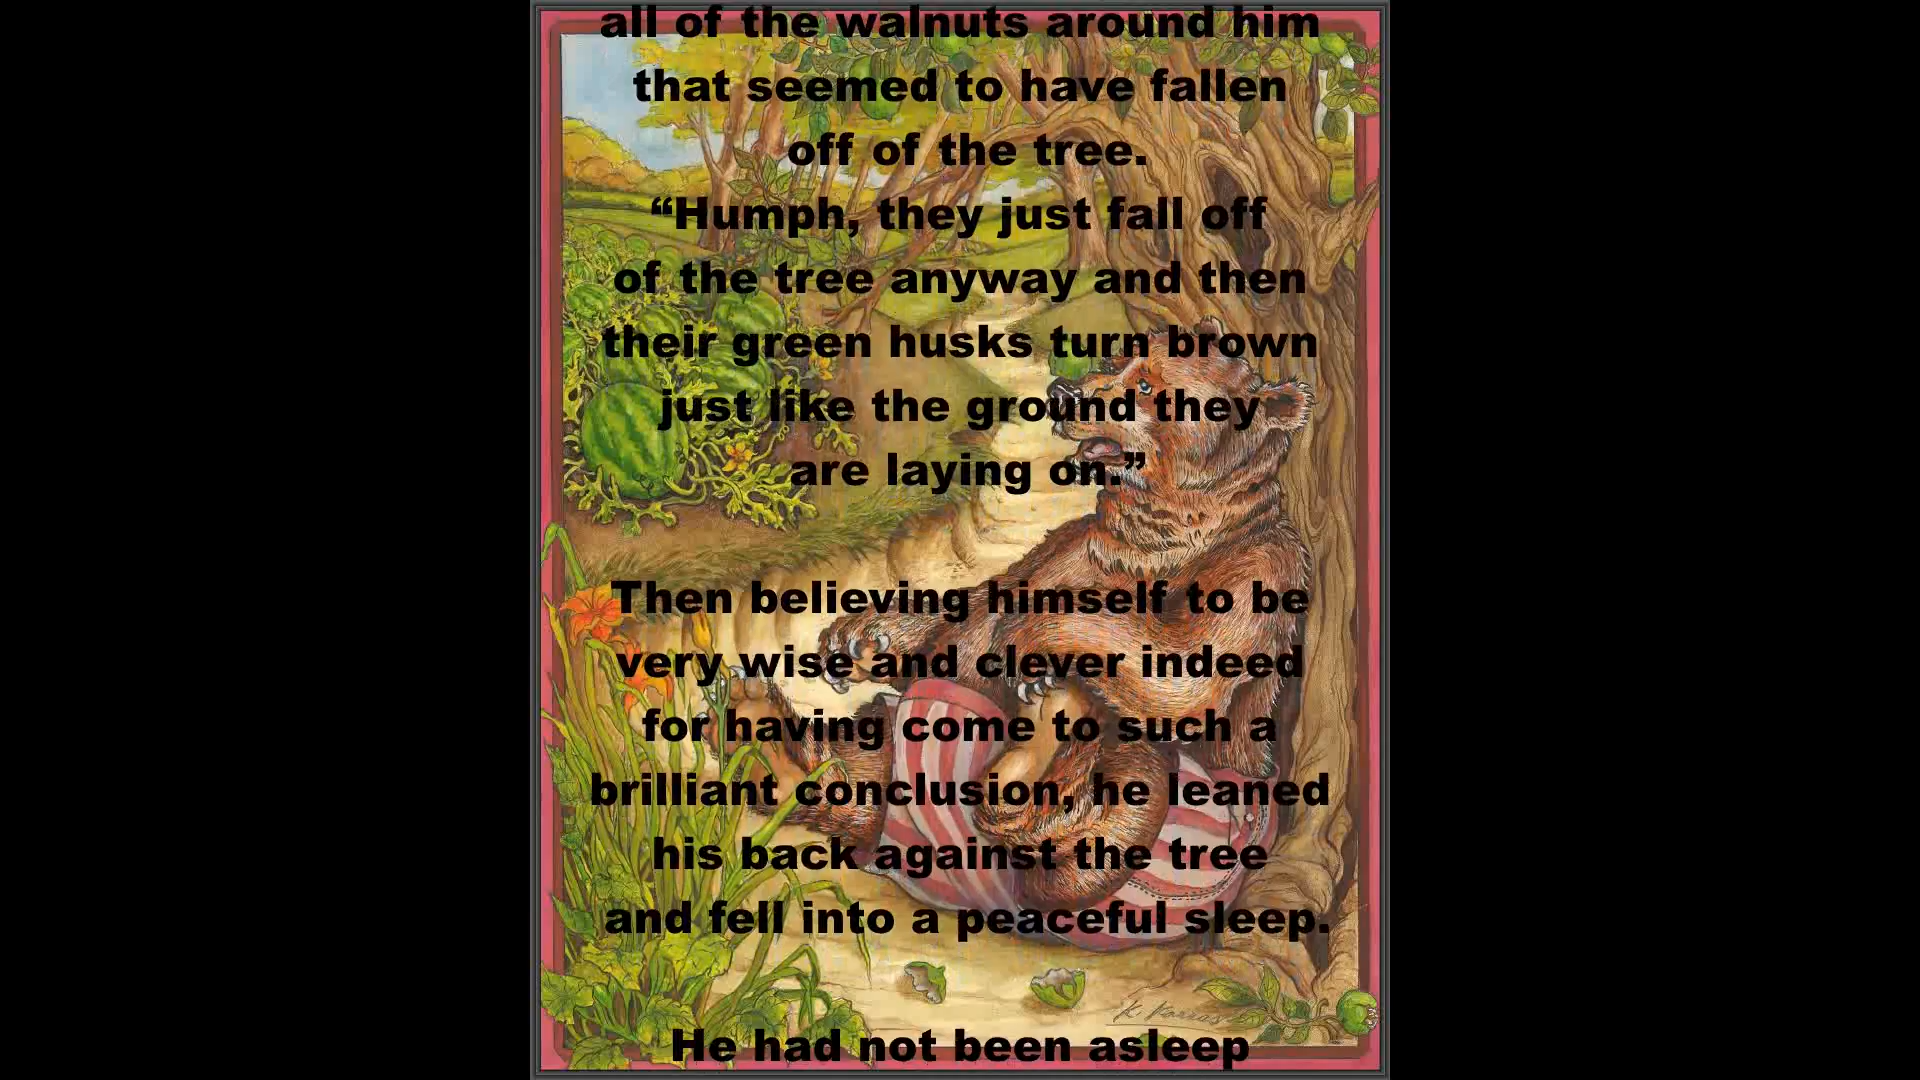 all of the walnuts around him
that seemed to have fallen
off of the tree.
“Humph, they just fall off
of the tree anyway and then
their green husks turn brown
just like the ground they
are laying on.”
Then believing himself to be
very wise and clever indeed
for having come to such a
brilliant conclusion, he leaned
his back against the tree
and fell into a peaceful sleep.
K. Karras
He had not been asleep